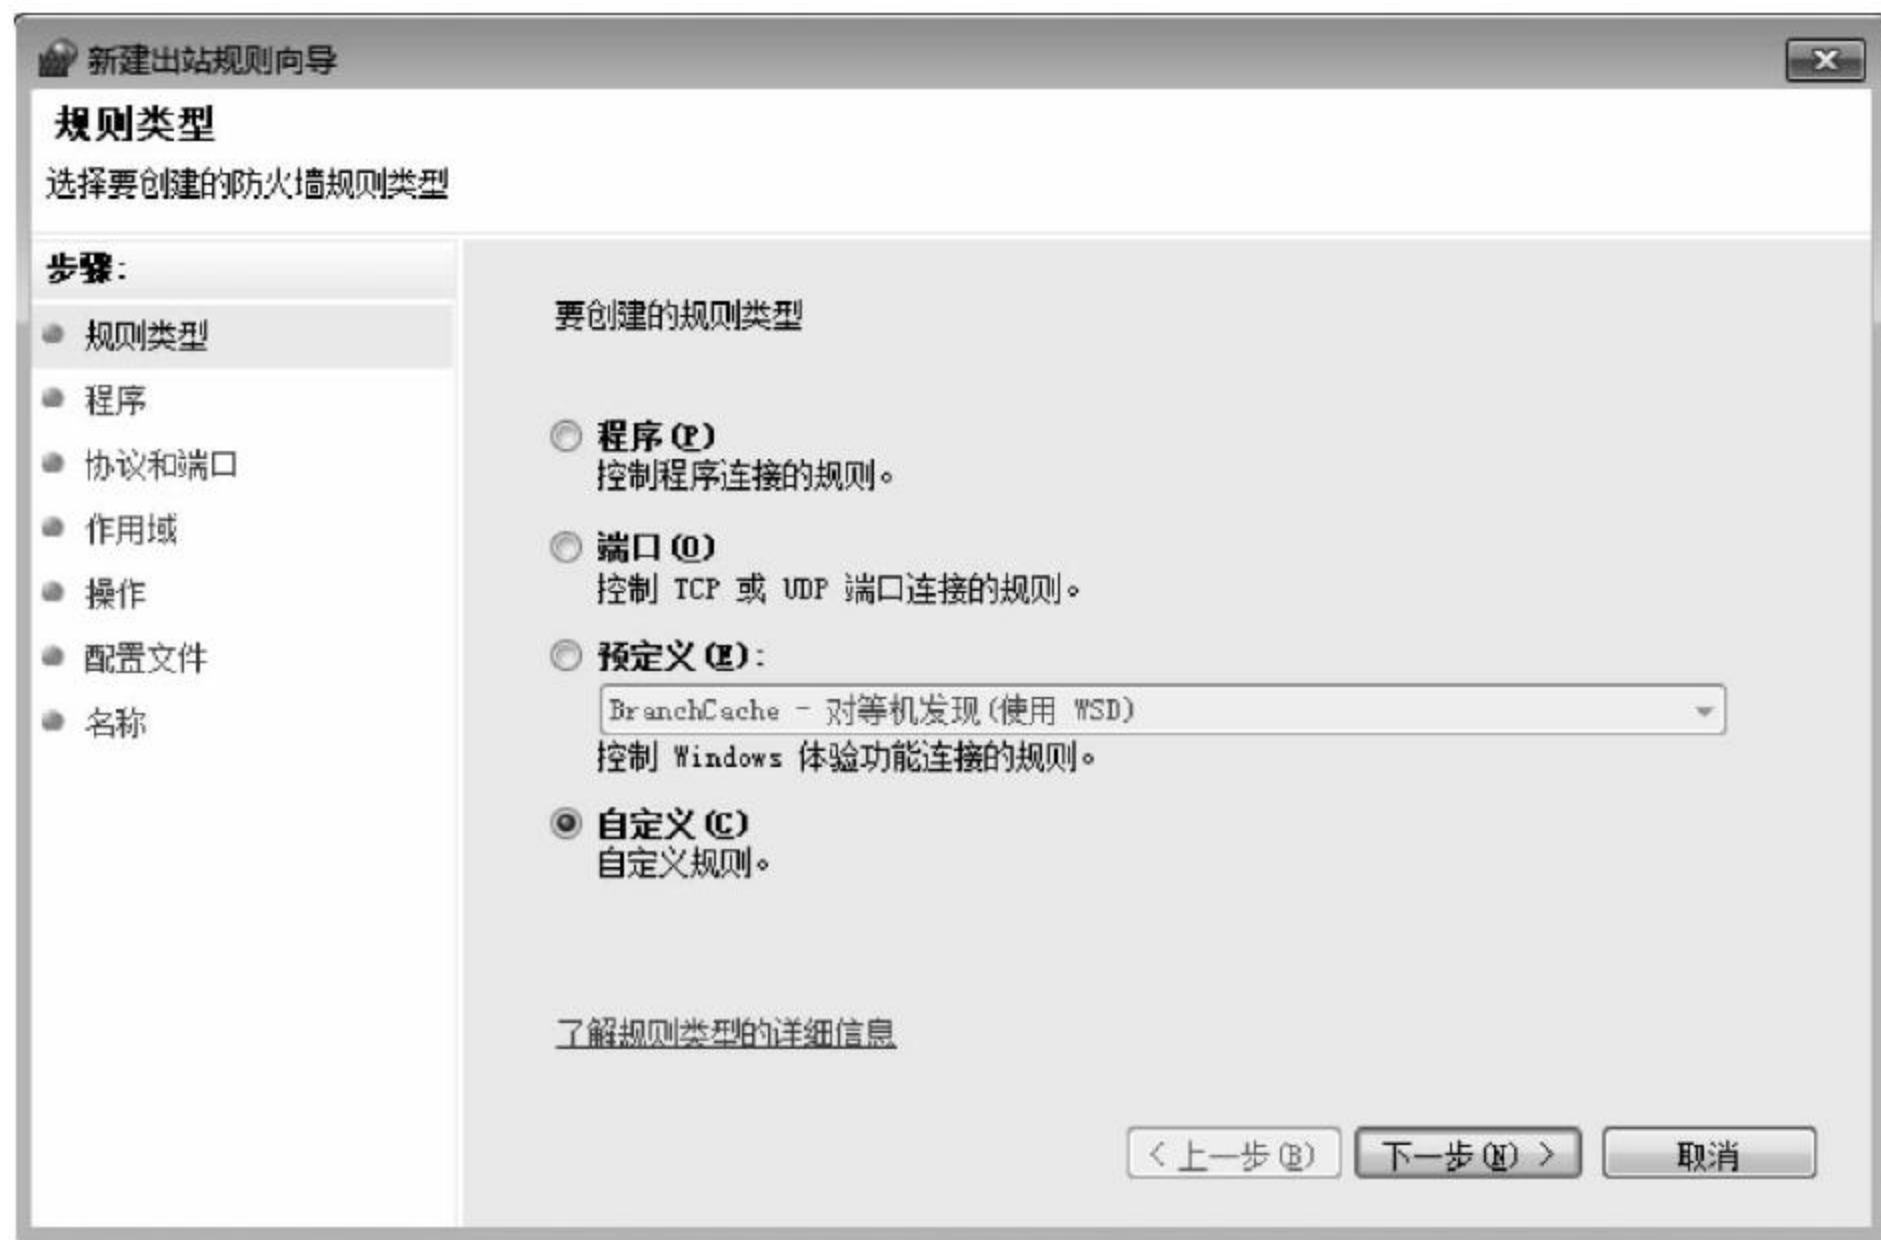 新建出站规则向导
规则类型
选择要创建的防火墙规则类型
步骤:
规则类型
程序
协议和端口
作用域
操作
配置文件
名称
要创建的规则类型
程序(P)
控制程序连接的规则。
端口(O)
控制 TCP 或 UDP 端口连接的规则。
预定义(E):
BranchCache - 对等机发现(使用 WSD)
控制 Windows 体验功能连接的规则。
自定义(C)
自定义规则。
了解规则类型的详细信息
< 上一步(B)
下一步(N) >
取消